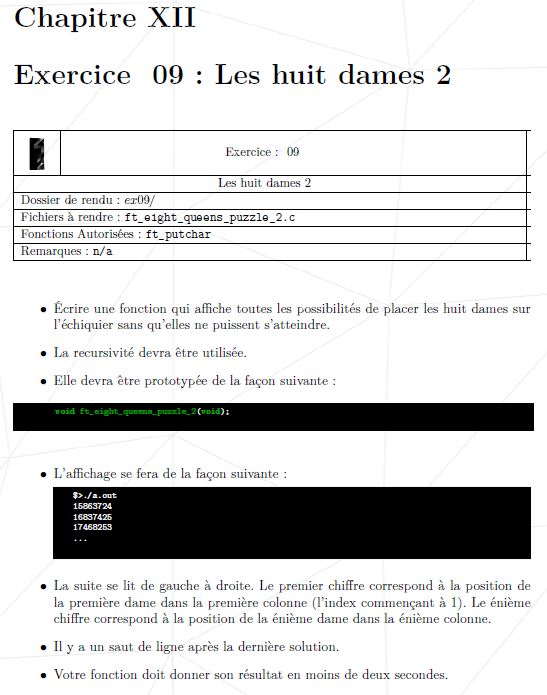 Chapitre XII
Exercice 09 : Les huit dames 2
Exercice : 09
Les huit dames 2
Dossier de rendu : ex09/
Fichiers à rendre : ft_eight_queens_puzzle_2.c
Fonctions Autorisées : ft_putchar
Remarques : n/a
• Écrire une fonction qui affiche toutes les possibilités de placer les huit dames sur
l'échiquier sans qu'elles ne puissent s'atteindre.
• La recursivité devra être utilisée.
• Elle devra être prototypée de la façon suivante :
void ft_eight_queens_puzzle_2(void);
• L'affichage se fera de la façon suivante :
$>./a.out
15863724
16837425
17468253
...
• La suite se lit de gauche à droite. Le premier chiffre correspond à la position de
la première dame dans la première colonne (l'index commençant à 1). Le énième
chiffre correspond à la position de la énième dame dans la énième colonne.
• Il y a un saut de ligne après la dernière solution.
• Votre fonction doit donner son résultat en moins de deux secondes.